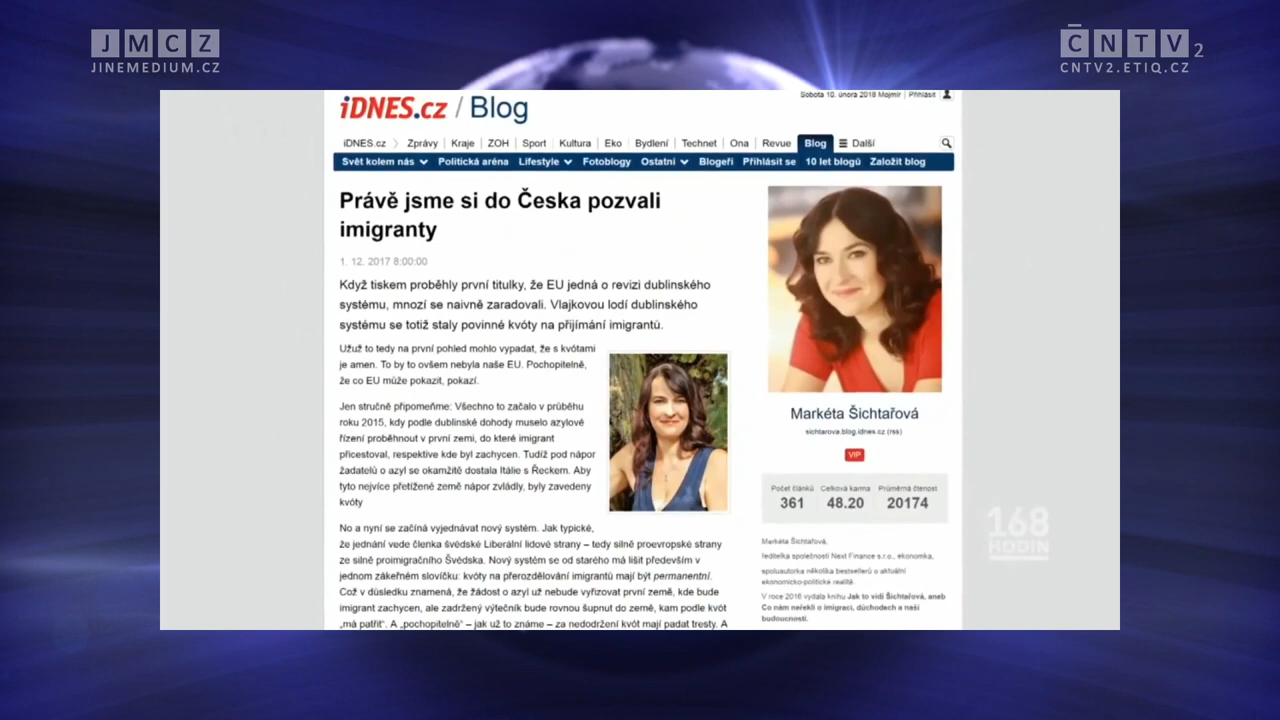 JMCZ
JINEMEDIUM.CZ
ČNTV2
CNTV2.ETIQ.CZ
Sobota 10. února 2018 Mojmír | Přihlásit
iDNES.cz / Blog
iDNES.cz Zprávy Kraje ZOH Sport Kultura Eko Bydlení Technet Ona Revue Blog Další
Svět kolem nás Politická aréna Lifestyle Fotoblogy Ostatní Blogeři Přihlásit se 10 let blogů Založit blog
Právě jsme si do Česka pozvali
imigranty
1. 12. 2017 8:00:00
Když tiskem proběhly první titulky, že EU jedná o revizi dublinského
systému, mnozí se naivně zaradovali. Vlajkovou lodí dublinského
systému se totiž staly povinné kvóty na přijímání imigrantů.
Užuž to tedy na první pohled mohlo vypadat, že s kvótami
je amen. To by to ovšem nebyla naše EU. Pochopitelně,
že co EU může pokazit, pokazí.
Jen stručně připomeňme: Všechno to začalo v průběhu
roku 2015, kdy podle dublinské dohody muselo azylové
řízení proběhnout v první zemi, do které imigrant
přicestoval, respektive kde byl zachycen. Tudíž pod nápor
žadatelů o azyl se okamžitě dostala Itálie s Řeckem. Aby
tyto nejvíce přetížené země nápor zvládly, byly zavedeny
kvóty
No a nyní se začíná vyjednávat nový systém. Jak typické,
že jednání vede členka švédské Liberální lidové strany – tedy silně proevropské strany
ze silně proimigračního Švédska. Nový systém se od starého má lišit především v
jednom zákeřném slovíčku: kvóty na přerozdělování imigrantů mají být permanentní.
Což v důsledku znamená, že žádost o azyl už nebude vyřizovat první země, kde bude
imigrant zachycen, ale zadržený výtečník bude rovnou šupnut do země, kam podle kvót
„má patřit“. A „pochopitelně“ – jak už to známe – za nedodržení kvót mají padat tresty. A
Markéta Šichtařová
sichtarova.blog.idnes.cz (rss)
VIP
Počet článků Celková karma Průměrná čtenost
361 48.20 20174
Markéta Šichtařová,
ředitelka společnosti Next Finance s.r.o., ekonomka,
spoluautorka několika bestsellerů o aktuální
ekonomicko-politické realitě.
V roce 2016 vydala knihu Jak to vidí Šichtařová, aneb
Co nám neřekli o imigraci, důchodech a naší
budoucnosti.
168
HODIN